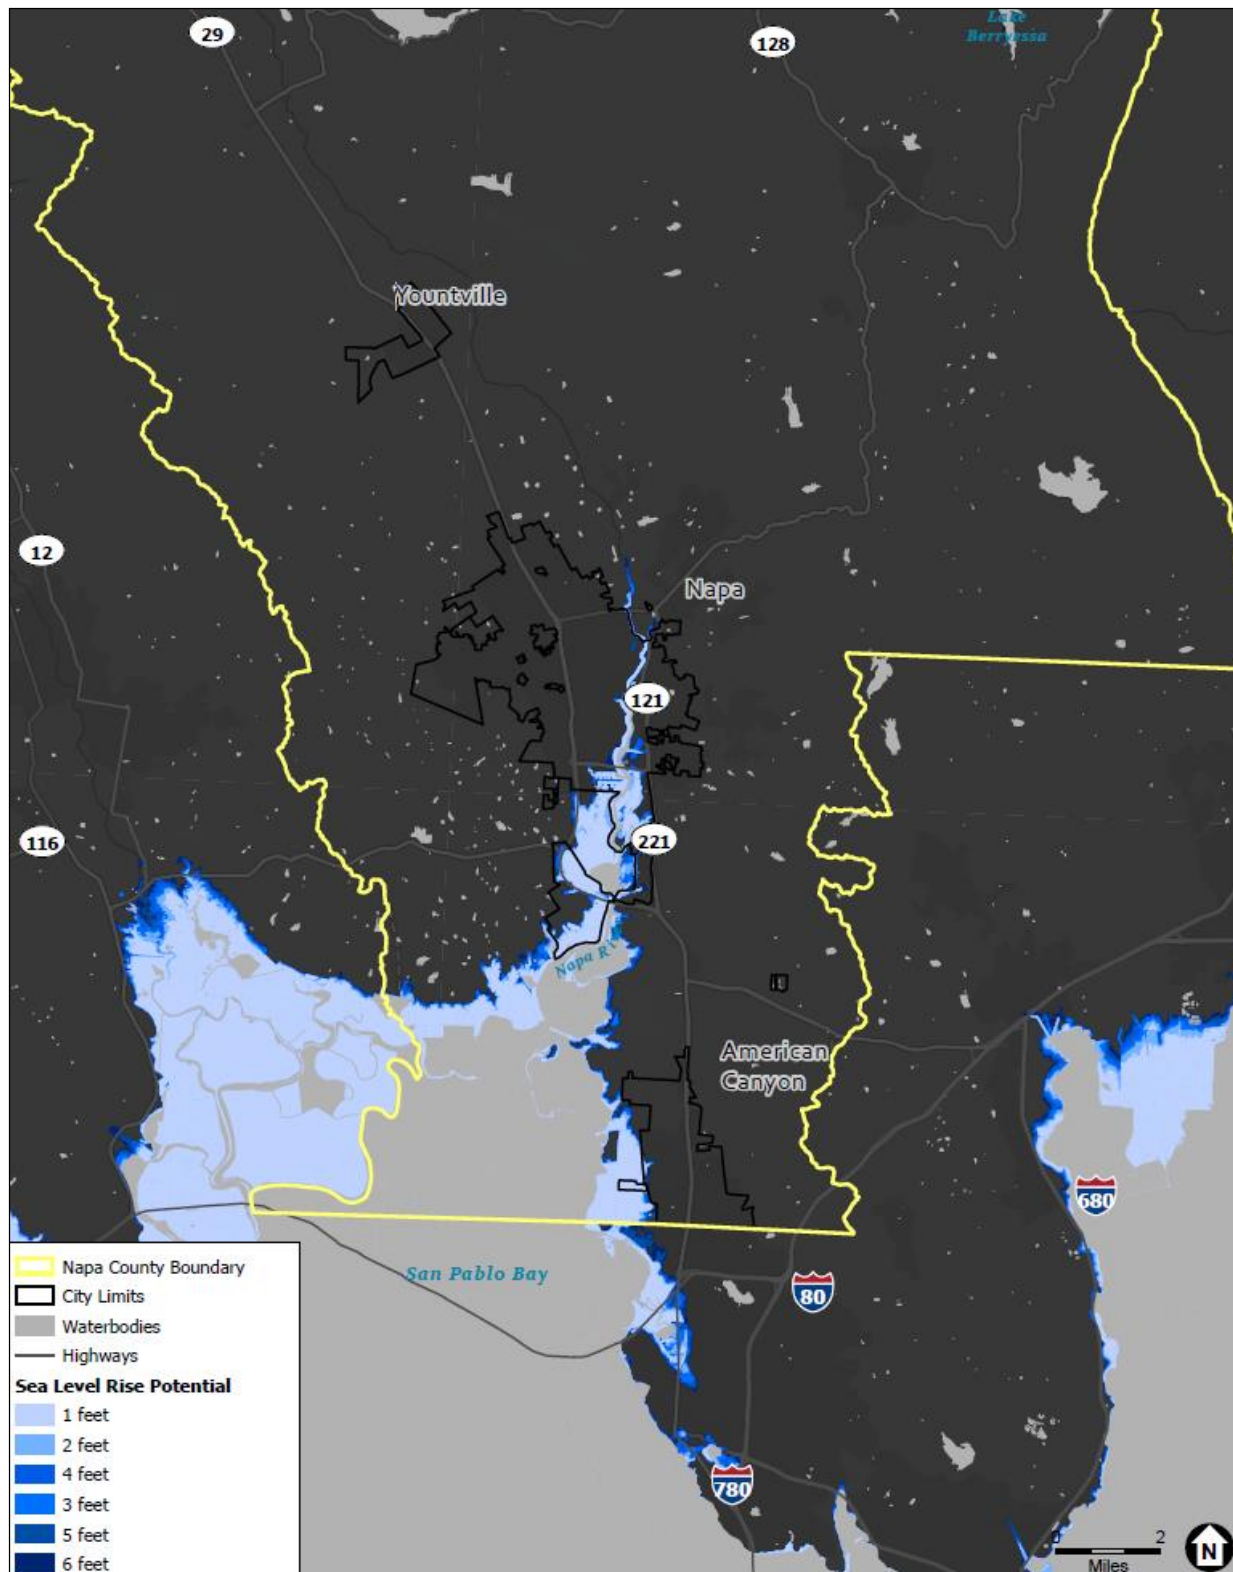 29
128
Lake
Berryessa
Yountville
12
Napa
121
116
221
Napa R
American
Canyon
680
San Pablo Bay
80
780
Napa County Boundary
City Limits
Waterbodies
Highways
Sea Level Rise Potential
1 feet
2 feet
4 feet
3 feet
5 feet
6 feet
0 2
Miles
N